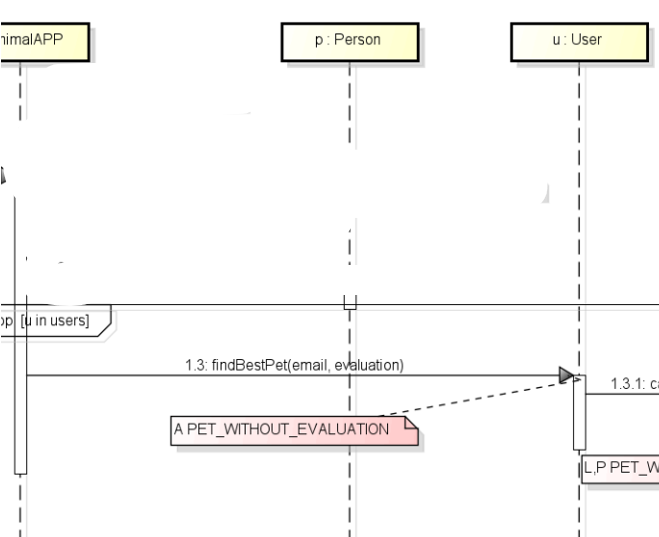 nimalAPP
p : Person
u : User
op [u in users]
1.3: findBestPet(email, evaluation)
1.3.1: ca
A PET_WITHOUT_EVALUATION
L,P PET_W